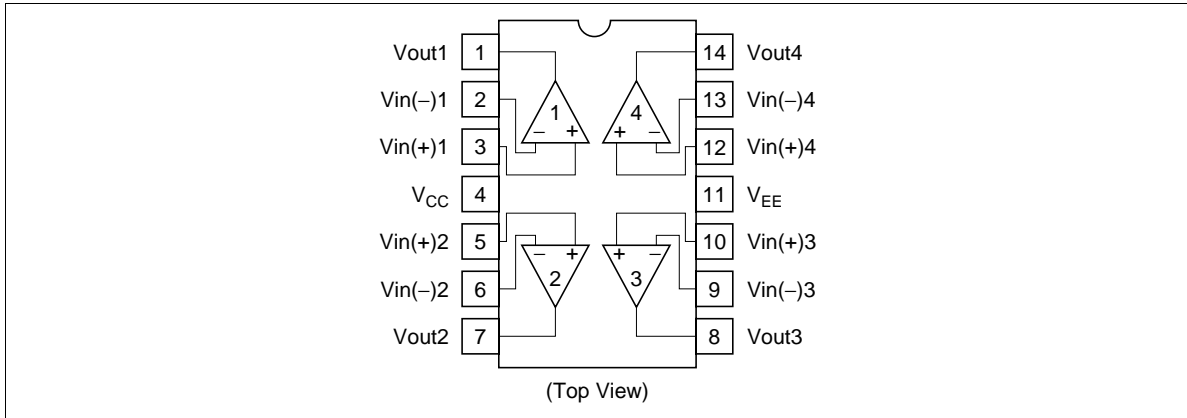 Vout1 1 14 Vout4
Vin(−)1 2 1 4 13 Vin(−)4
− + + −
Vin(+)1 3 12 Vin(+)4
VCC 4 11 VEE
Vin(+)2 5 10 Vin(+)3
− + + −
Vin(−)2 6 2 3 9 Vin(−)3
Vout2 7 8 Vout3
(Top View)